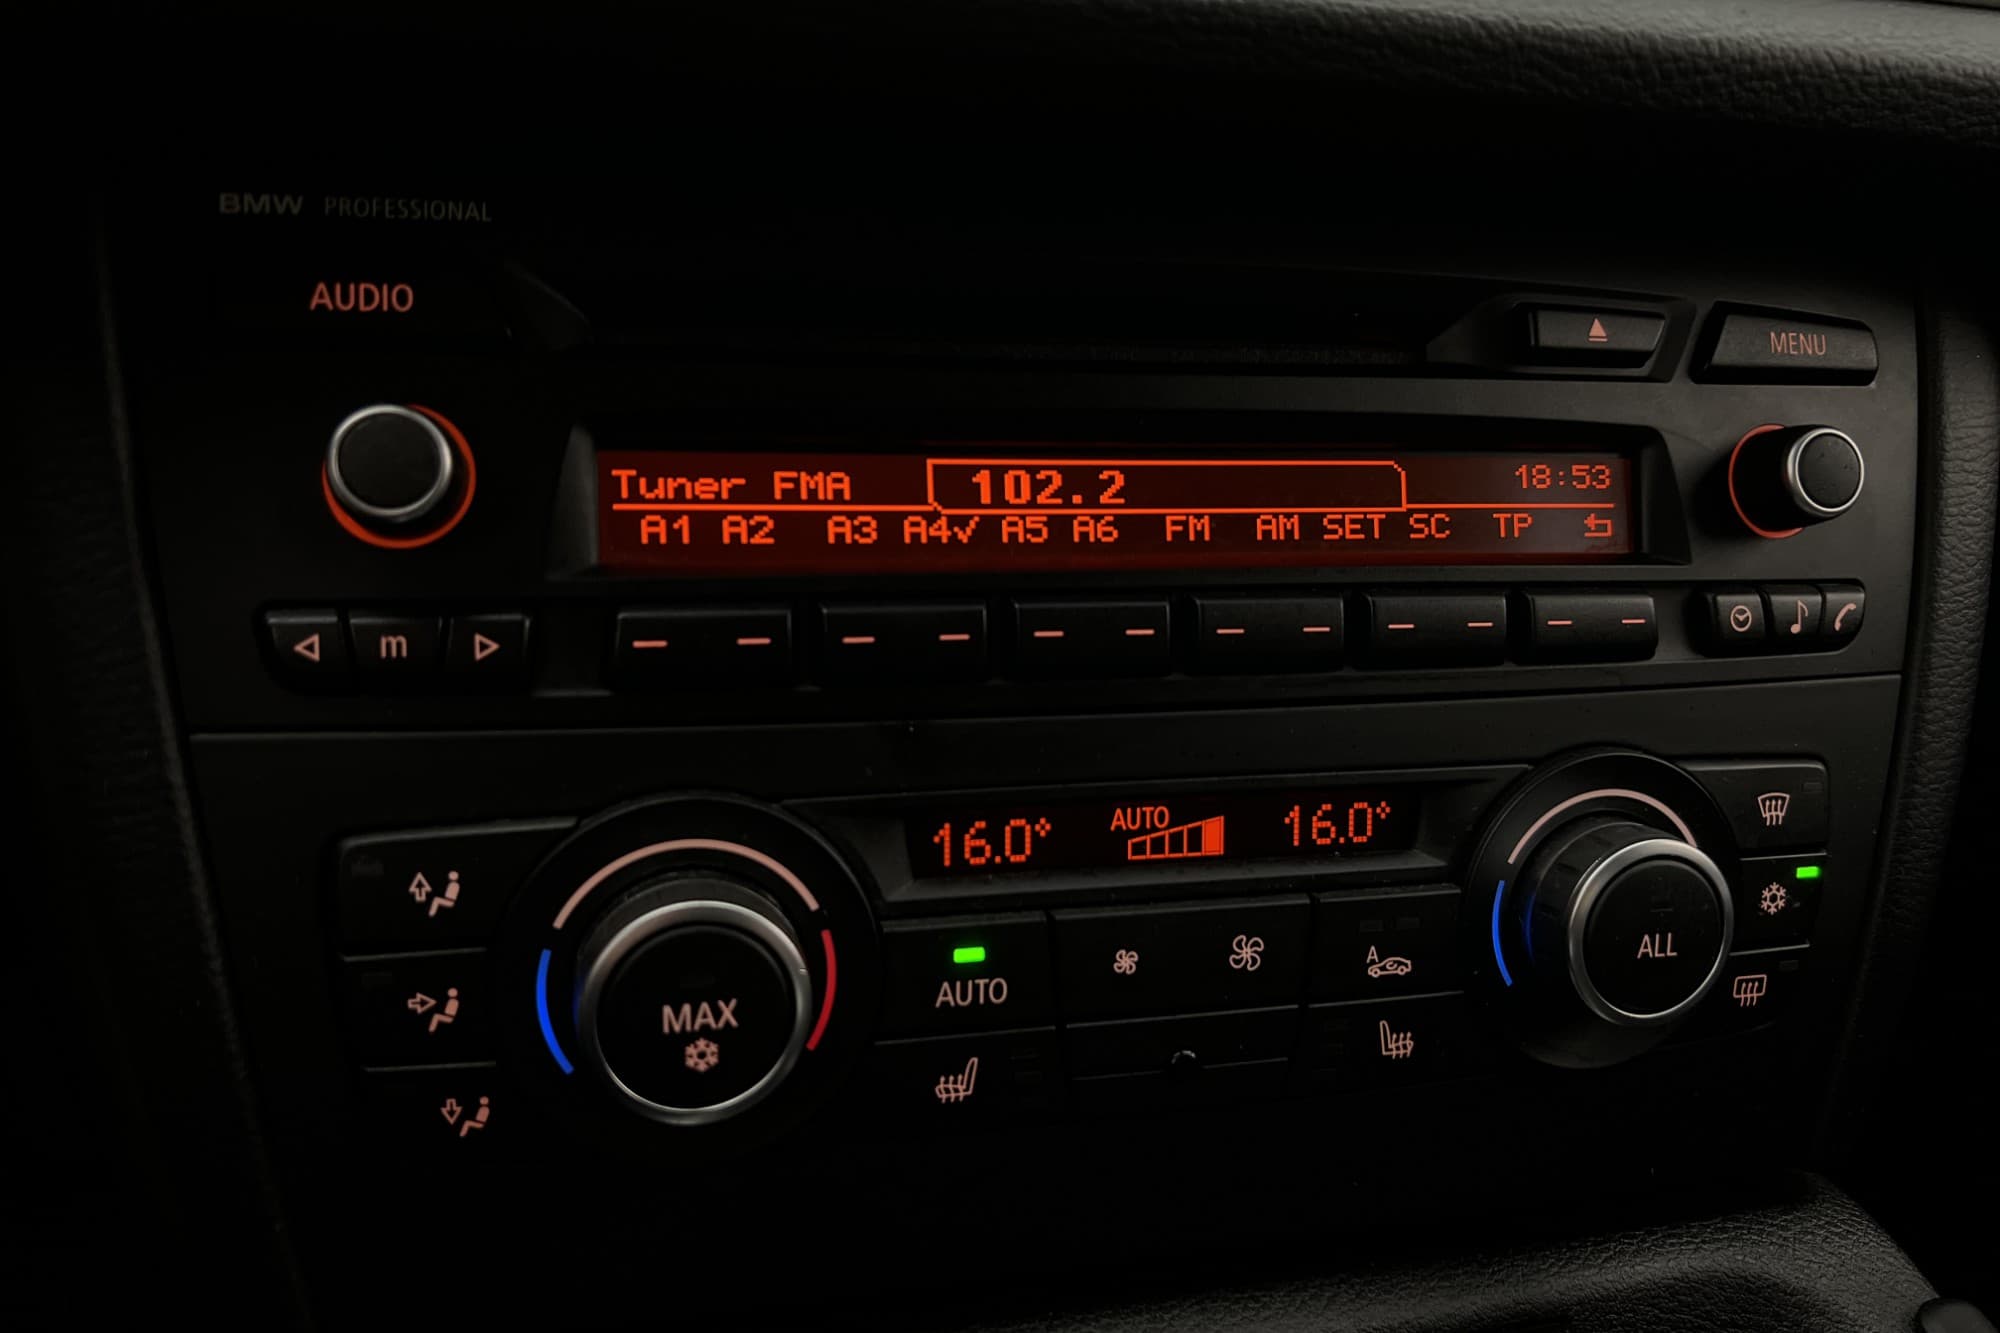 BMW PROFESSIONAL
AUDIO
MENU
Tuner FMA 102.2 18:53
A1 A2 A3 A4✓ A5 A6 FM AM SET SC TP
m
16.0° AUTO 16.0°
MAX
AUTO
A
ALL